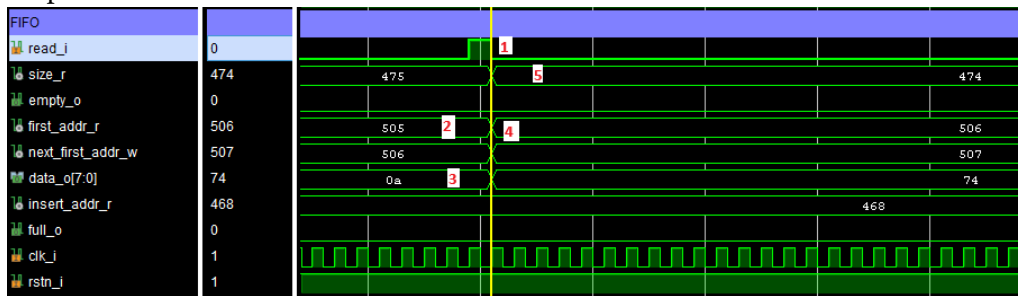 FIFO
read_i 0 1
size_r 474 475 5 474
empty_o 0
first_addr_r 506 505 2 4 506
next_first_addr_w 507 506 507
data_o[7:0] 74 0a 3 74
insert_addr_r 468 468
full_o 0
clk_i 1
rstn_i 1